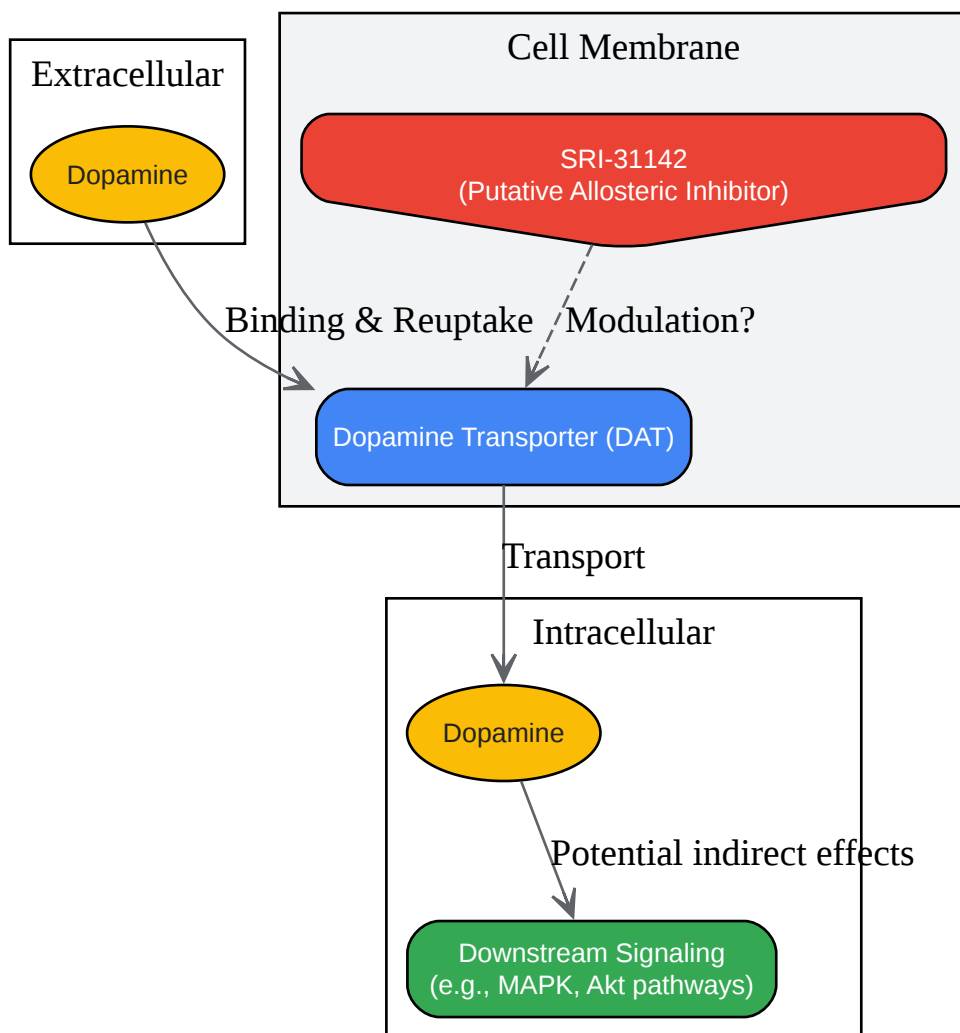 Cell Membrane
Extracellular
SRI-31142
(Putative Allosteric Inhibitor)
Dopamine
Binding & Reuptake
Modulation?
Dopamine Transporter (DAT)
Transport
Intracellular
Dopamine
Potential indirect effects
Downstream Signaling
(e.g., MAPK, Akt pathways)